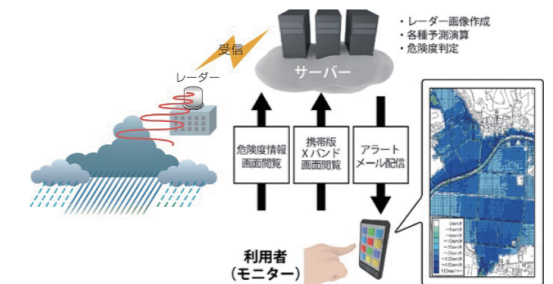 ・レーダー画像作成
・各種予測演算
・危険度判定
受信
レーダー
サーバー
危険度情報
画面閲覧
携帯版
Xバンド
画面閲覧
アラート
メール配信
利用者
(モニター)